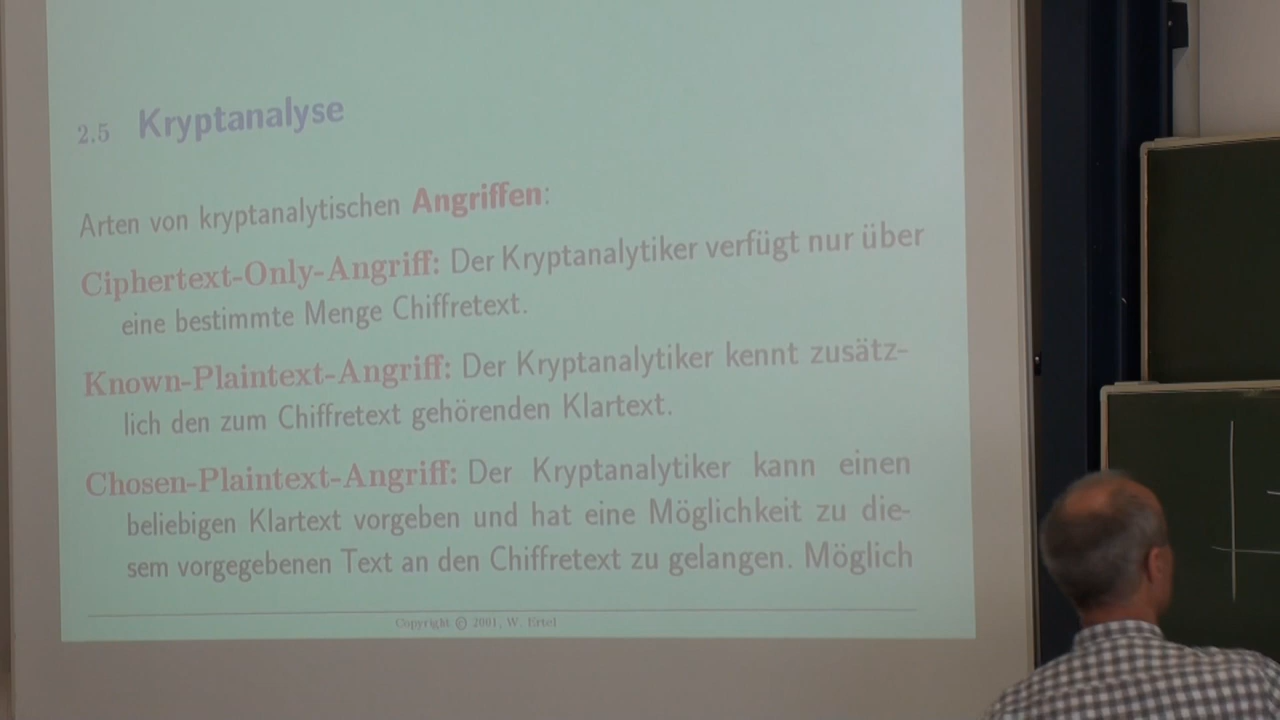 2.5 Kryptanalyse
Arten von kryptanalytischen Angriffen:
Ciphertext-Only-Angriff: Der Kryptanalytiker verfügt nur über
eine bestimmte Menge Chiffretext.
Known-Plaintext-Angriff: Der Kryptanalytiker kennt zusätz-
lich den zum Chiffretext gehörenden Klartext.
Chosen-Plaintext-Angriff: Der Kryptanalytiker kann einen
beliebigen Klartext vorgeben und hat eine Möglichkeit zu die-
sem vorgegebenen Text an den Chiffretext zu gelangen. Möglich
Copyright © 2001, W. Ertel